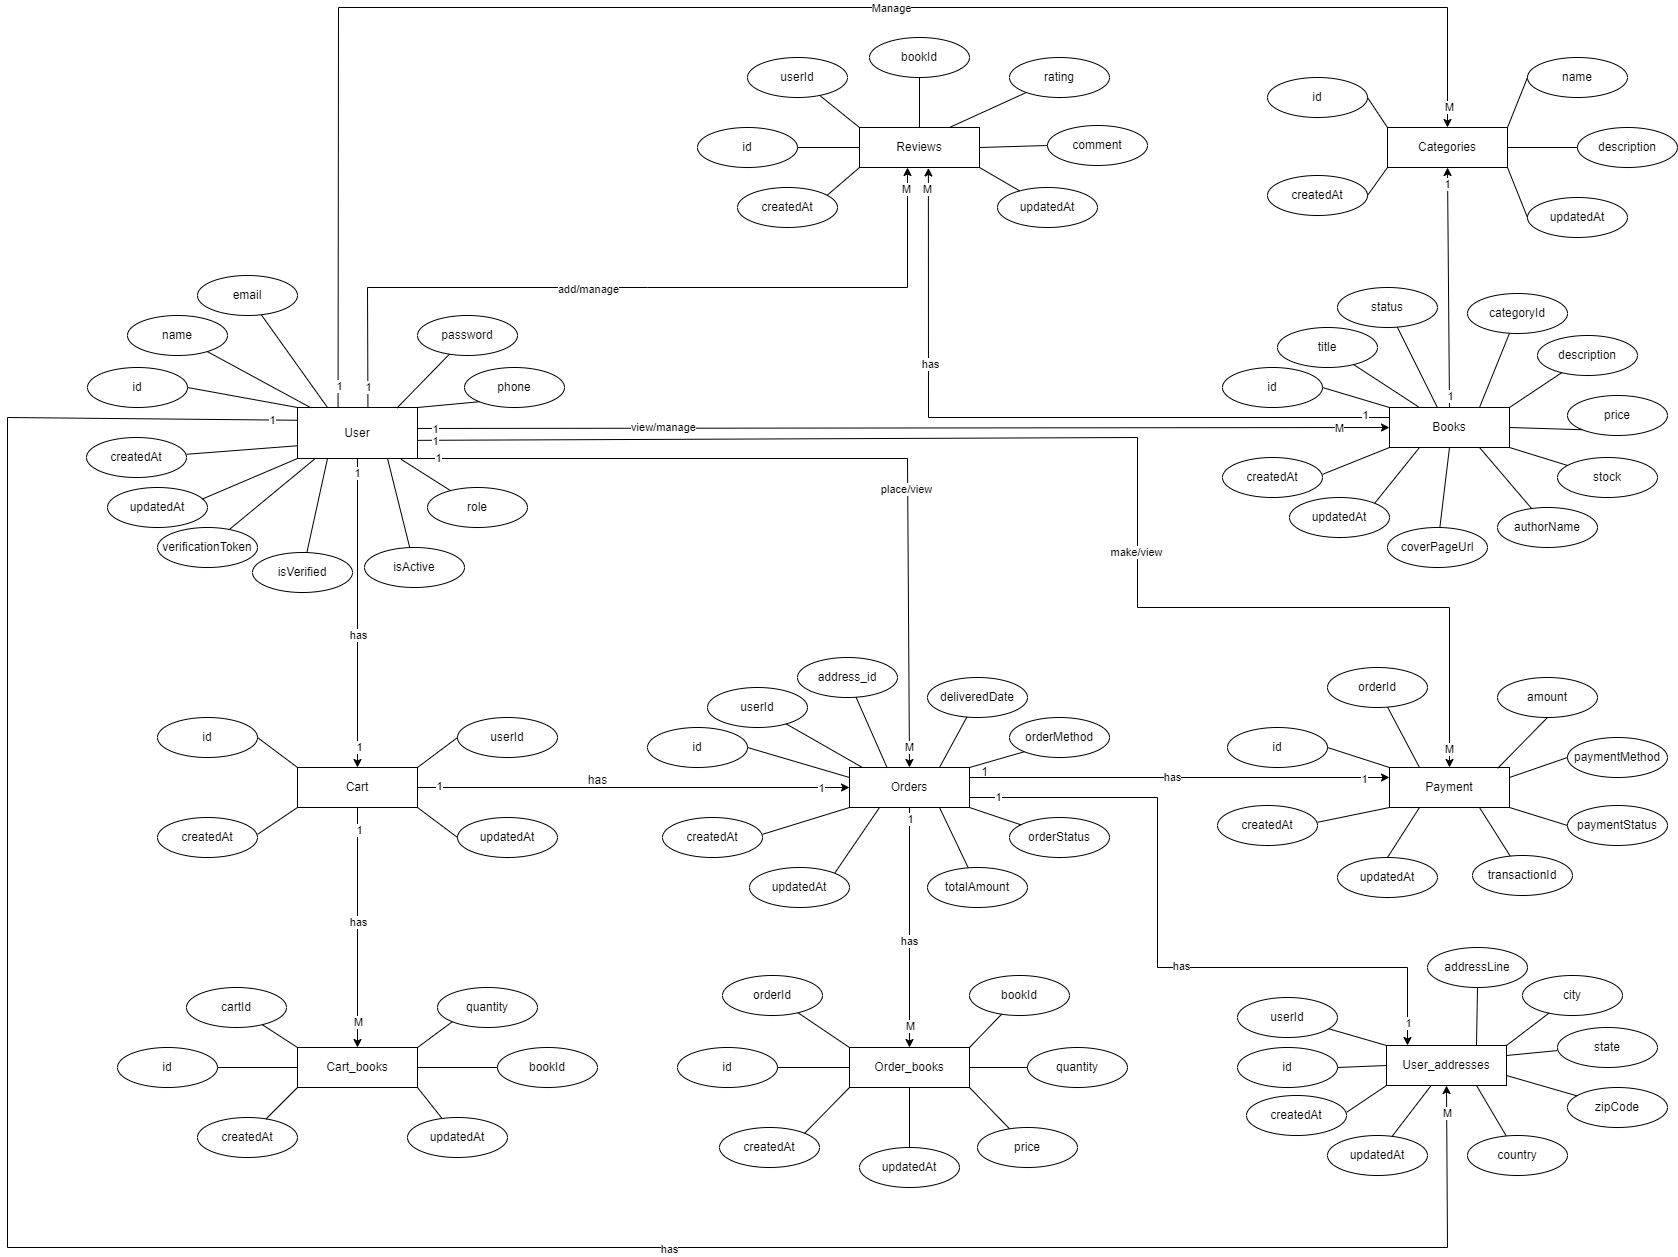 Manage
bookId
userId
rating
name
id
M
comment
id
Reviews
Categories
description
createdAt
updatedAt
M
M
1
createdAt
updatedAt
email
add/manage
status
categoryId
name
password
title
description
has
id
phone
1
1
id
1
price
1
1
User
1
view/manage
M
Books
1
createdAt
1
place/view
createdAt
stock
1
updatedAt
role
updatedAt
authorName
verificationToken
coverPageUrl
make/view
isVerified
isActive
has
address_id
orderId
amount
userId
deliveredDate
id
userId
id
orderMethod
id
paymentMethod
1
M
M
1
has
1
Cart
1
has
1
Orders
1
Payment
1
createdAt
1
updatedAt
createdAt
1
orderStatus
createdAt
paymentStatus
updatedAt
totalAmount
updatedAt
transactionId
has
has
has
addressLine
cartId
quantity
orderId
bookId
city
userId
M
M
1
state
id
Cart_books
bookId
id
Order_books
quantity
id
User_addresses
createdAt
M
zipCode
createdAt
updatedAt
createdAt
price
updatedAt
country
updatedAt
has